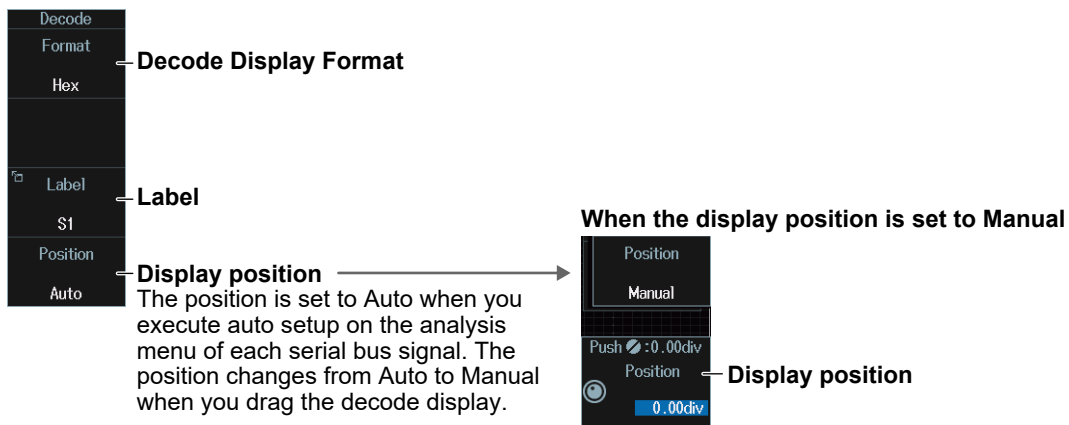 Decode
Format
Hex
Decode Display Format
Label
S1
Label
Position
Auto
Display position
The position is set to Auto when you
execute auto setup on the analysis
menu of each serial bus signal. The
position changes from Auto to Manual
when you drag the decode display.
When the display position is set to Manual
Position
Manual
Push :0.00div
Position
0.00div
Display position